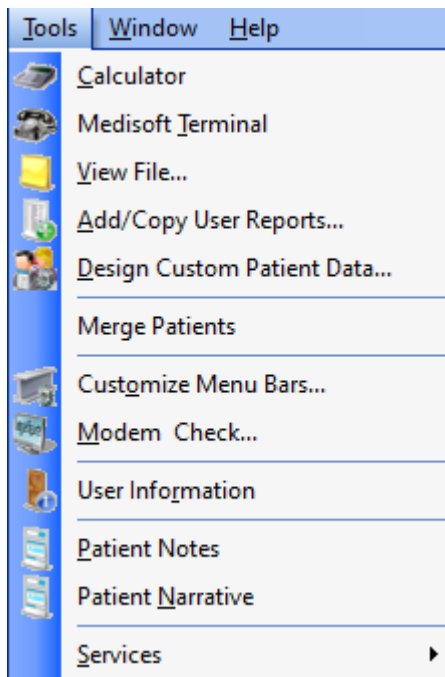 Tools Window Help
Calculator
Medisoft Terminal
View File...
Add/Copy User Reports...
Design Custom Patient Data...
Merge Patients
Customize Menu Bars...
Modem Check...
User Information
Patient Notes
Patient Narrative
Services